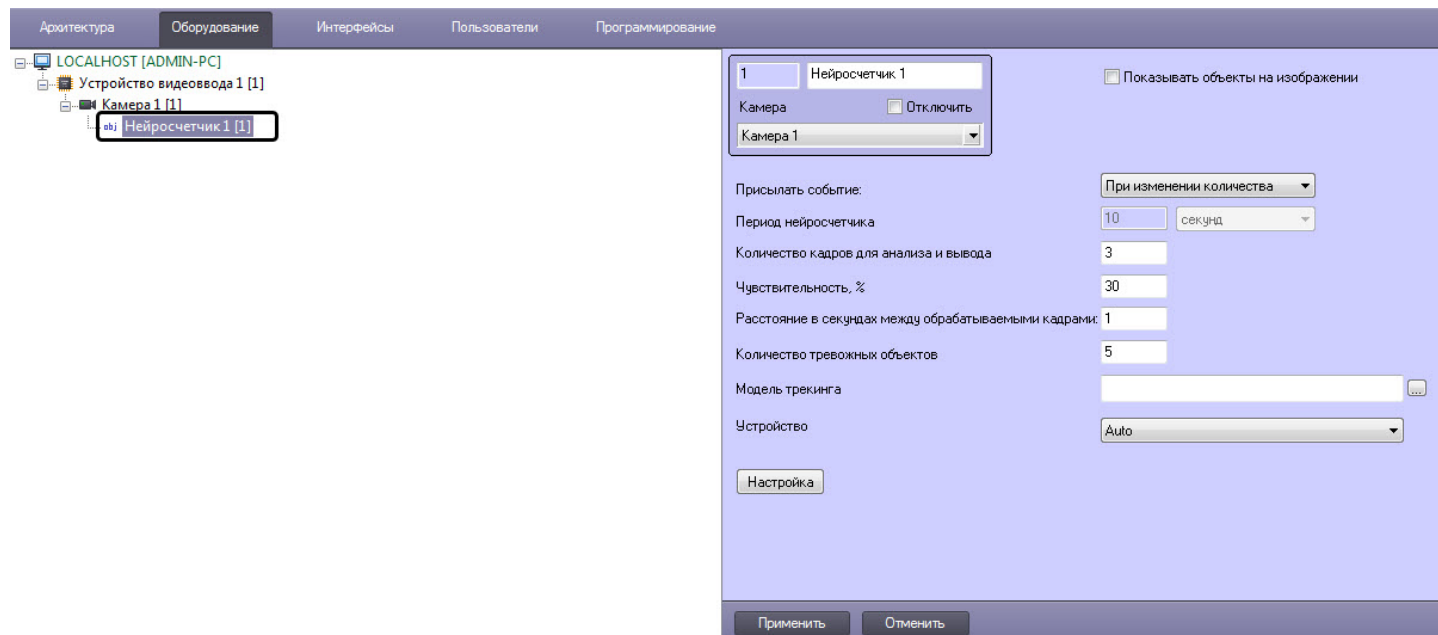 Архитектура Оборудование Интерфейсы Пользователи Программирование
LOCALHOST [ADMIN-PC]
Устройство видеоввода 1 [1]
Камера 1 [1]
obj Нейросчетчик 1 [1]
1 Нейросчетчик 1
Показывать объекты на изображении
Камера Отключить
Камера 1
Присылать событие: При изменении количества
Период нейросчетчика 10 секунд
Количество кадров для анализа и вывода 3
Чувствительность, % 30
Расстояние в секундах между обрабатываемыми кадрами: 1
Количество тревожных объектов 5
Модель трекинга ...
Устройство Auto
Настройка
Применить Отменить